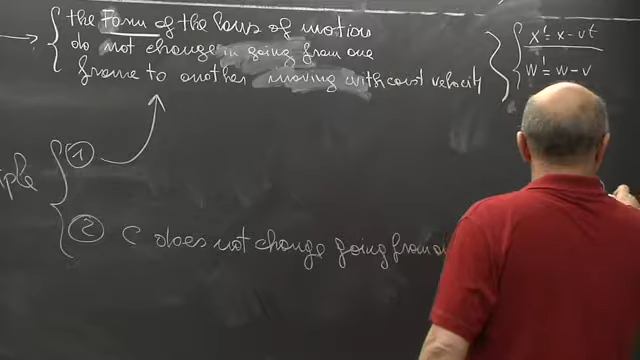 the Form of the laws of motion
do not change in going from one
frame to another moving with const velocity
x' = x - vt
w' = w - v
①
② C does not change going from